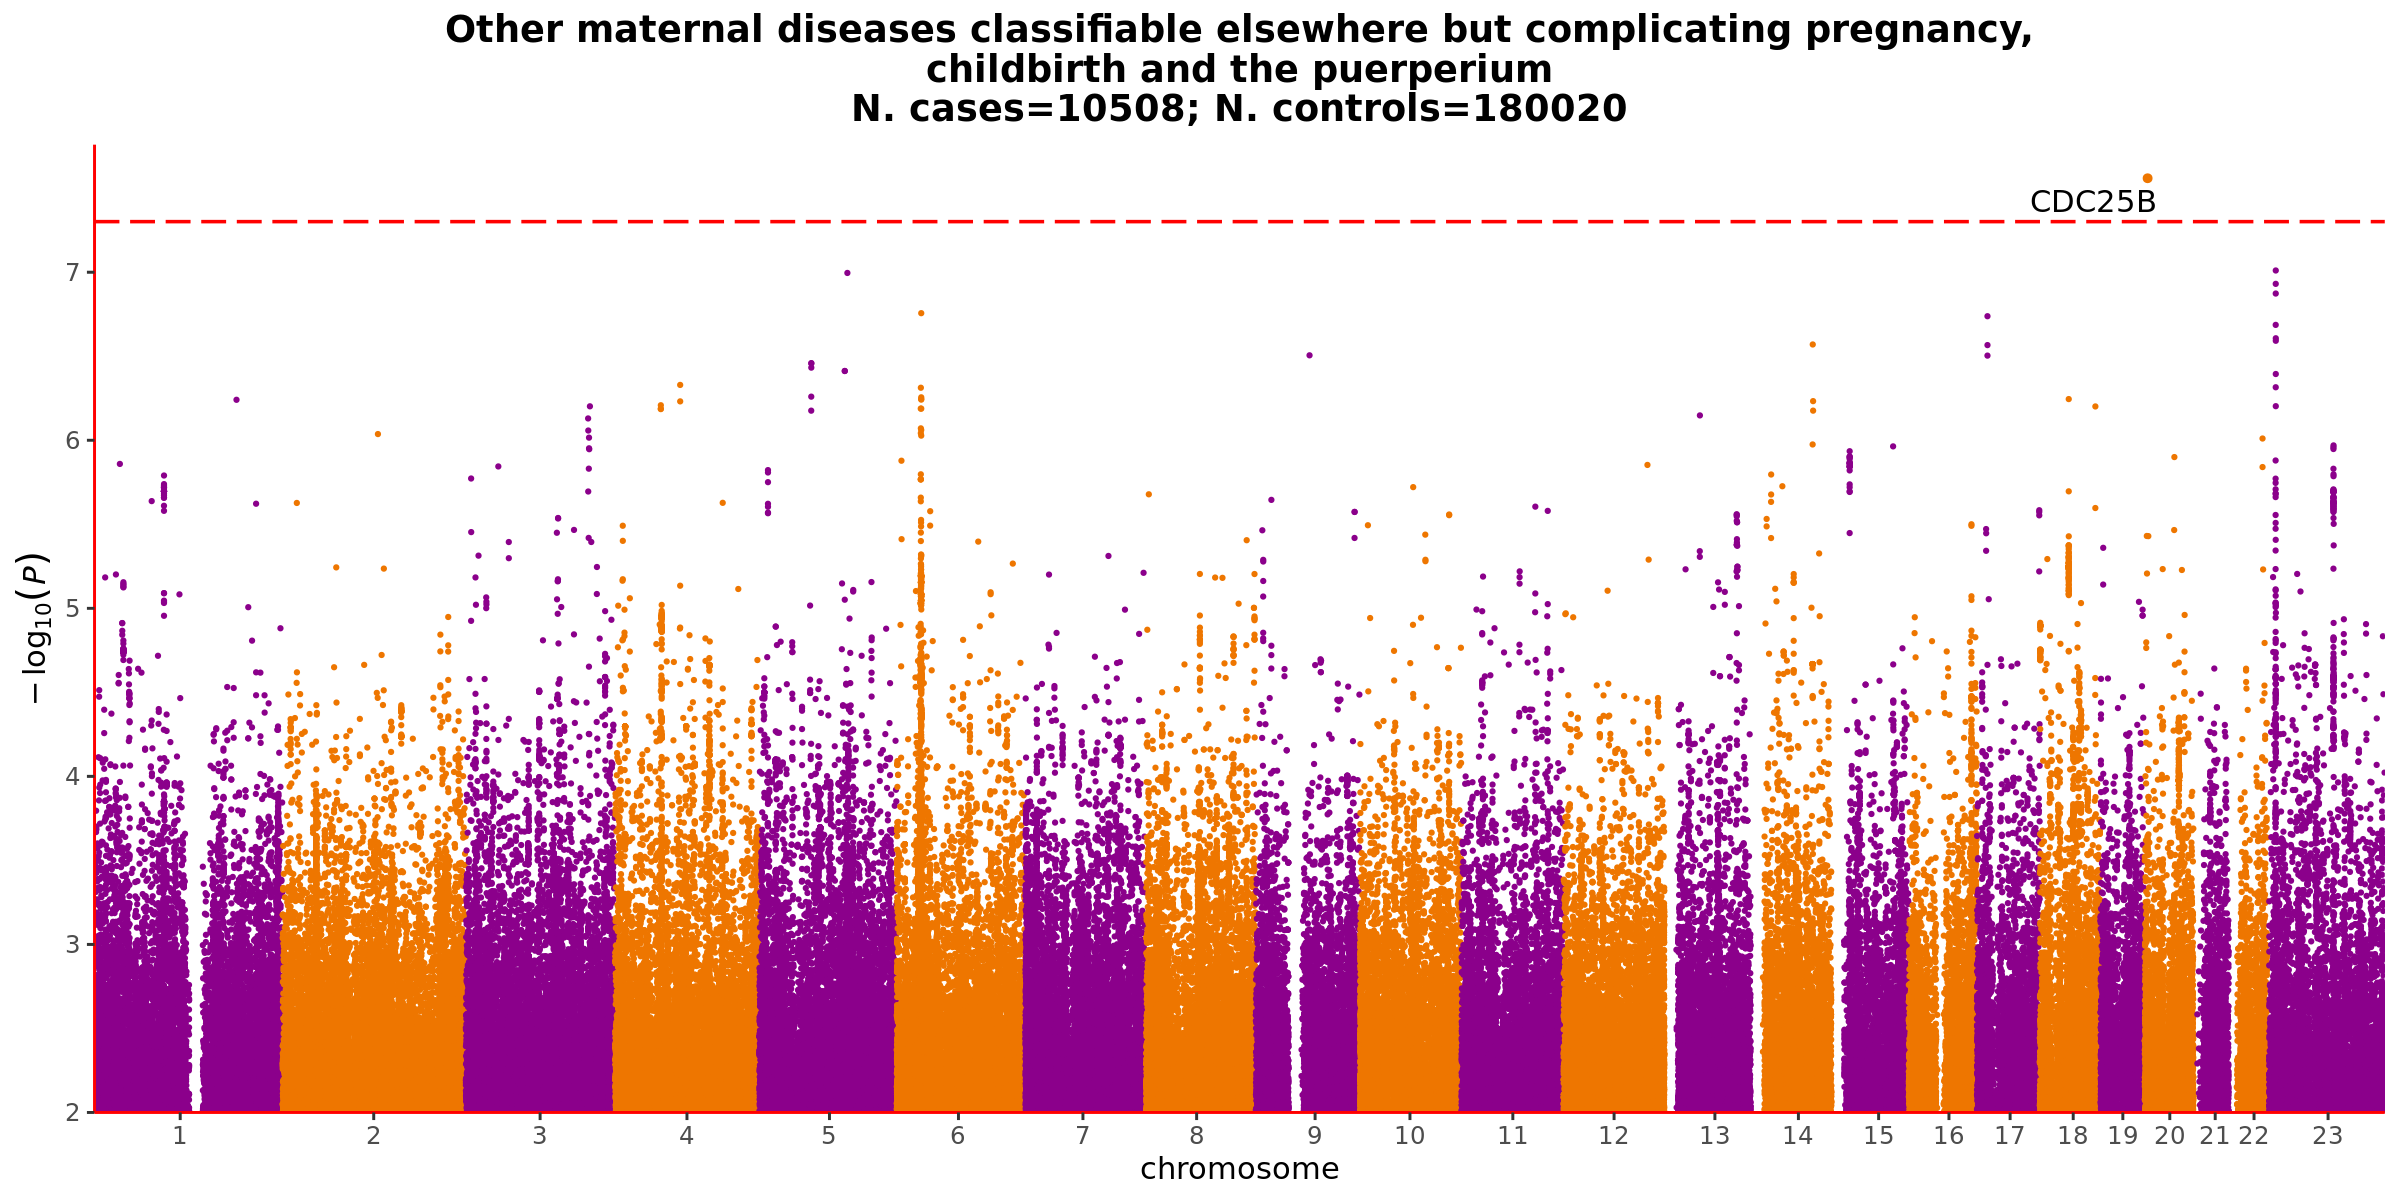 Other maternal diseases classifiable elsewhere but complicating pregnancy,
childbirth and the puerperium
N. cases=10508; N. controls=180020
CDC25B
7
6
5
4
3
2
−log10(P)
1 2 3 4 5 6 7 8 9 10 11 12 13 14 15 16 17 18 19 20 21 22 23
chromosome